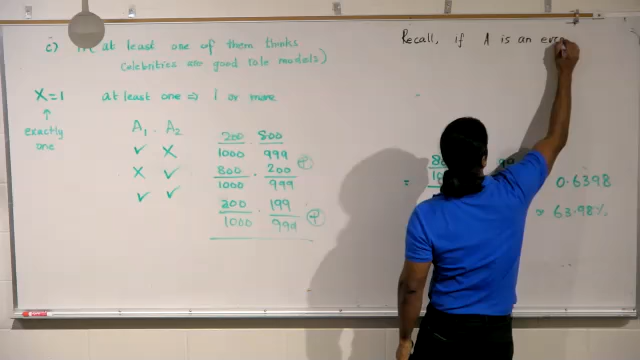 c) at least one of them thinks
(celebrities are good role models)
X = 1 at least one ⇒ 1 or more
↑
exactly
one
A₁ . A₂
✓ X
X ✓
✓ ✓
200/1000 . 800/999 ⊕
800/1000 . 200/999
200/1000 . 199/999 ⊕
Recall, if A is an eve
=
0.6398
= 63.98%